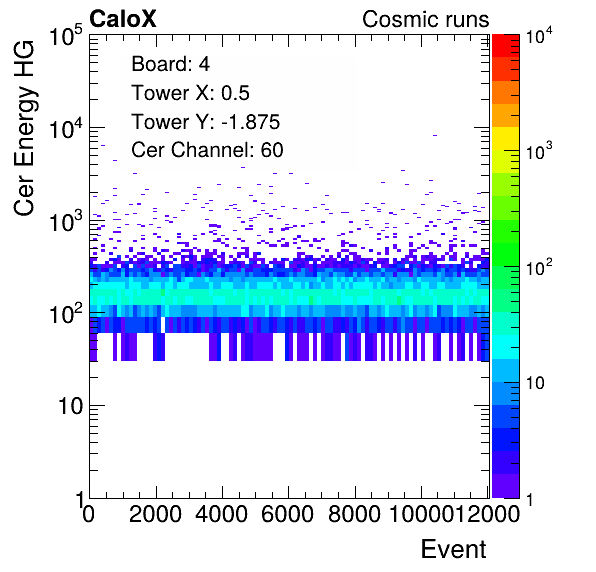 CaloX Cosmic runs
Cer Energy HG
Board: 4
Tower X: 0.5
Tower Y: -1.875
Cer Channel: 60
10^5
10^4
10^3
10^2
10
1
0 2000 4000 6000 8000 10000 12000
Event
10^4
10^3
10^2
10
1